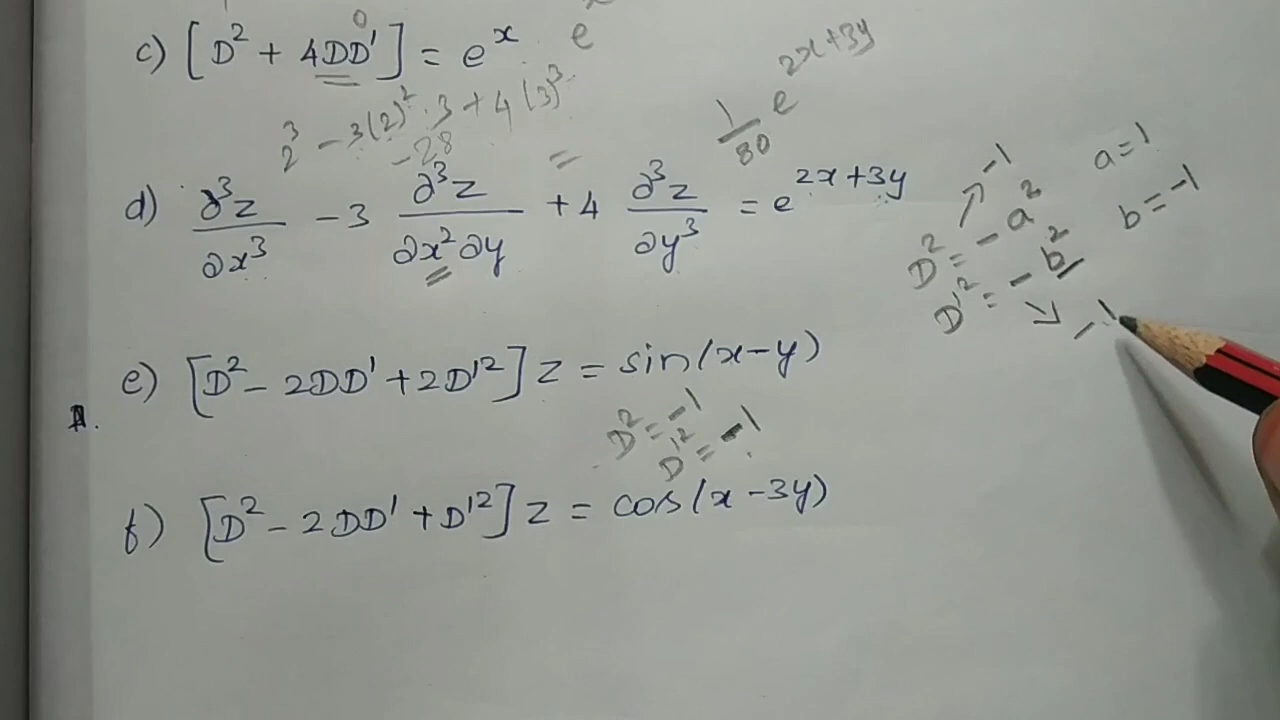 c) [D² + 4DD'] = eˣ
0
e
2³ - 3(2)²·3 + 4(3)³
-28 =
1/80 e^(2x+3y)
d) ∂³z/∂x³ - 3 ∂³z/∂x²∂y + 4 ∂³z/∂y³ = e^(2x+3y)
a=1
b=-1
D² = -a² → -1
D'² = -b² → -1
e) [D² - 2DD' + 2D'²] z = sin(x-y)
D² = -1
D'² = -1
f) [D² - 2DD' + D'²] z = cos(x-3y)